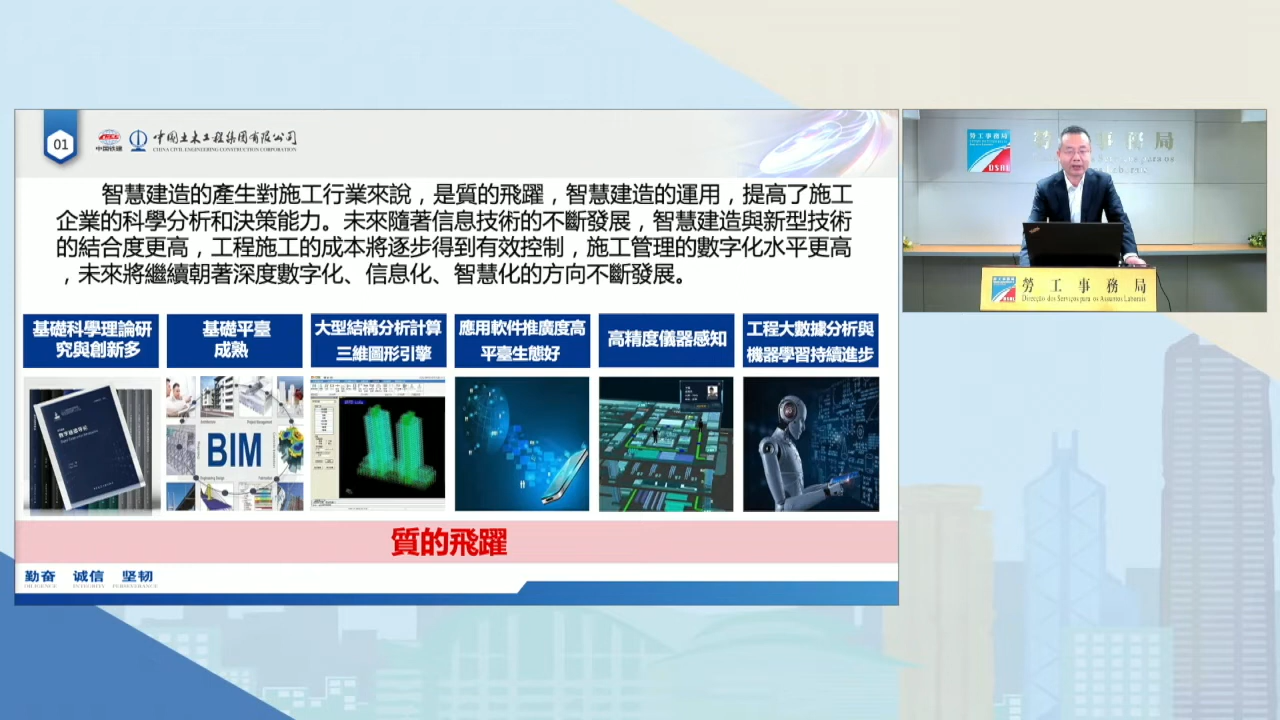 01
中国铁建
中國土木工程集團有限公司
CHINA CIVIL ENGINEERING CONSTRUCTION CORPORATION
智慧建造的產生對施工行業來說，是質的飛躍，智慧建造的運用，提高了施工
企業的科學分析和決策能力。未來隨著信息技術的不斷發展，智慧建造與新型技術
的結合度更高，工程施工的成本將逐步得到有效控制，施工管理的數字化水平更高
，未來將繼續朝著深度數字化、信息化、智慧化的方向不斷發展。
基礎科學理論研
究與創新多
基礎平臺
成熟
大型結構分析計算
三維圖形引擎
應用軟件推廣度高
平臺生態好
高精度儀器感知
工程大數據分析與
機器學習持續進步
BIM
質的飛躍
勤奋 诚信 坚韧
DILIGENCE INTEGRITY PERSEVERANCE
勞工事務局
DSAL
勞工事務局
勞工事務局
Direcção dos Serviços para os Assuntos Laborais
DSAL